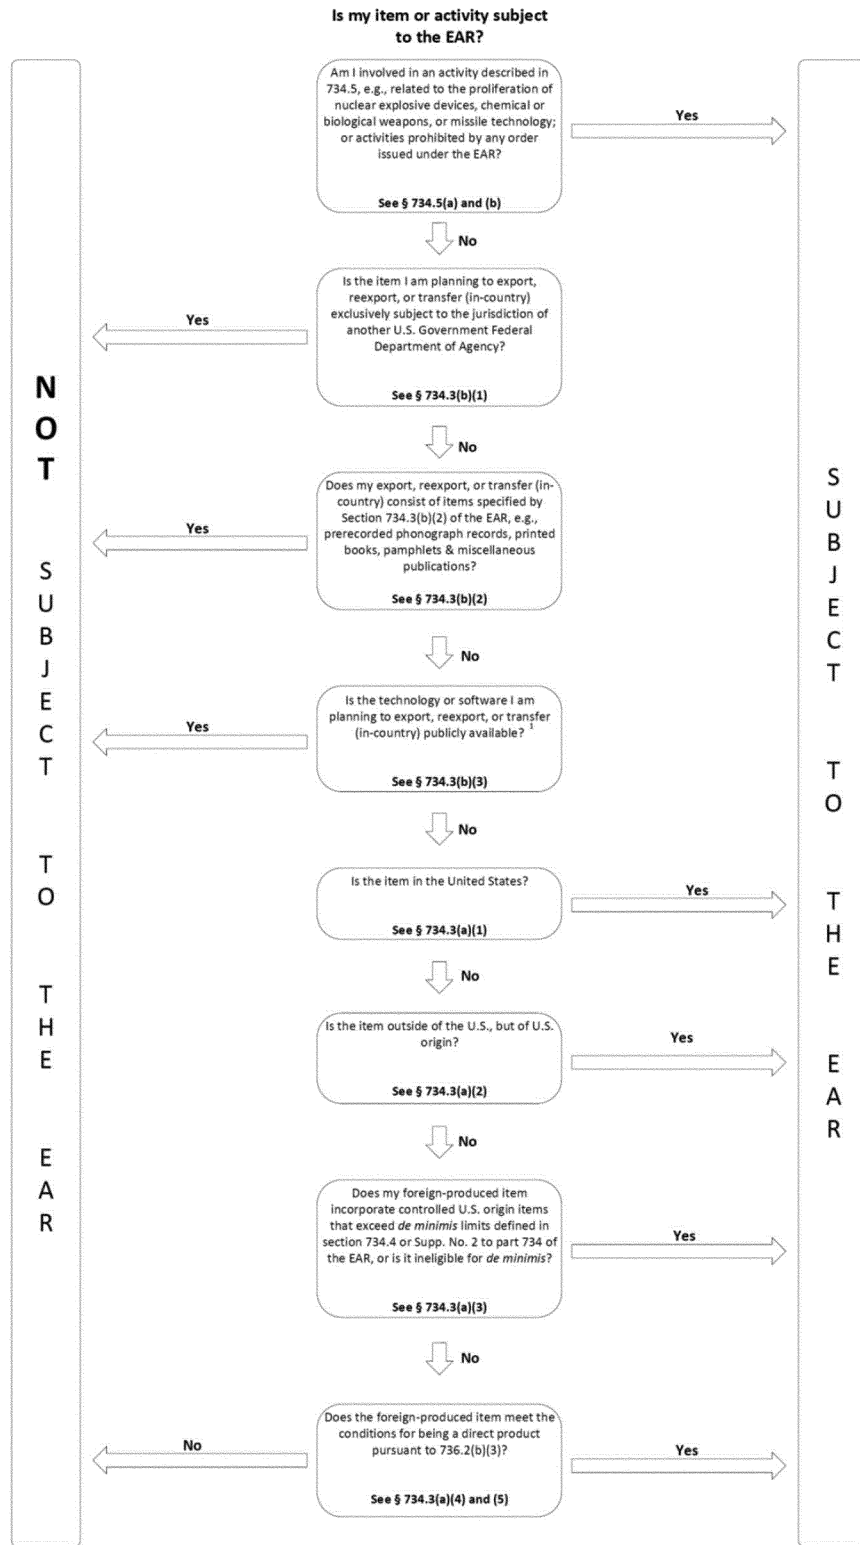 Is my item or activity subject
to the EAR?
Am I involved in an activity described in
734.5, e.g., related to the proliferation of
nuclear explosive devices, chemical or
biological weapons, or missile technology;
or activities prohibited by any order
issued under the EAR?
See § 734.5(a) and (b)
Yes
No
Is the item I am planning to export,
reexport, or transfer (in-country)
exclusively subject to the jurisdiction of
another U.S. Government Federal
Department of Agency?
See § 734.3(b)(1)
Yes
No
Does my export, reexport, or transfer (in-
country) consist of items specified by
Section 734.3(b)(2) of the EAR, e.g.,
prerecorded phonograph records, printed
books, pamphlets & miscellaneous
publications?
See § 734.3(b)(2)
Yes
No
Is the technology or software I am
planning to export, reexport, or transfer
(in-country) publicly available? 1
See § 734.3(b)(3)
Yes
No
Is the item in the United States?
See § 734.3(a)(1)
Yes
No
Is the item outside of the U.S., but of U.S.
origin?
See § 734.3(a)(2)
Yes
No
Does my foreign-produced item
incorporate controlled U.S. origin items
that exceed de minimis limits defined in
section 734.4 or Supp. No. 2 to part 734 of
the EAR, or is it ineligible for de minimis?
See § 734.3(a)(3)
Yes
No
Does the foreign-produced item meet the
conditions for being a direct product
pursuant to 736.2(b)(3)?
See § 734.3(a)(4) and (5)
No
Yes
NOT SUBJECT TO THE EAR
SUBJECT TO THE EAR